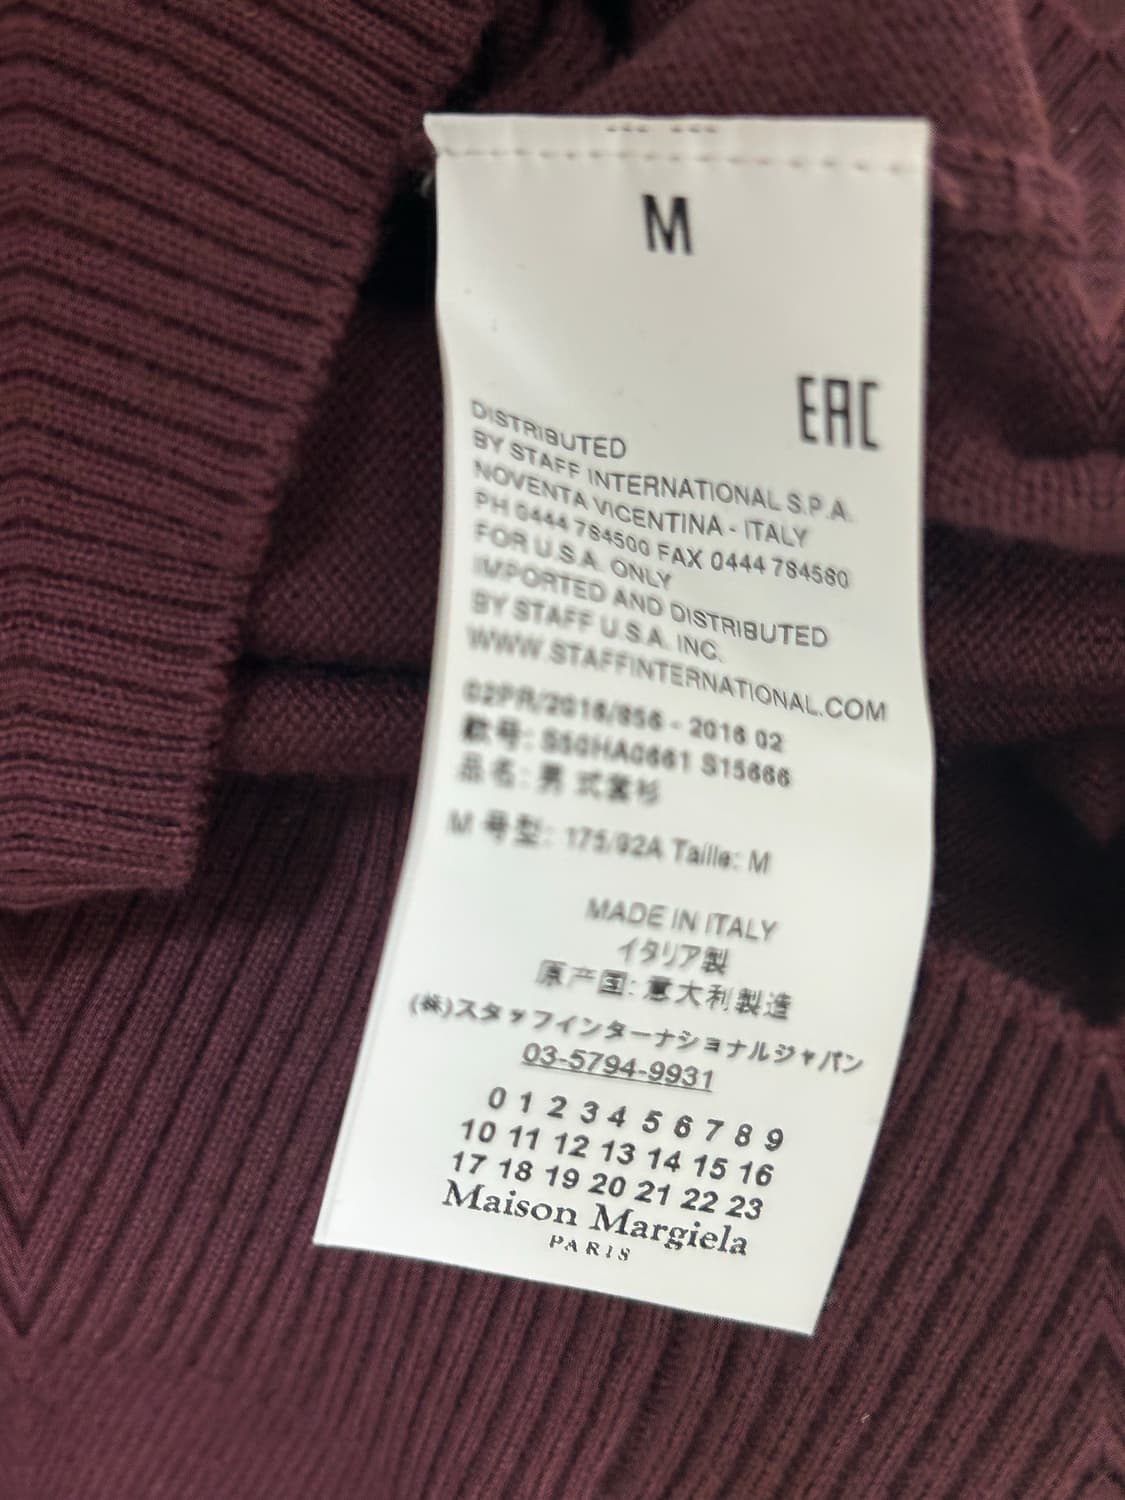 M
EAC
DISTRIBUTED
BY STAFF INTERNATIONAL S.P.A.
NOVENTA VICENTINA - ITALY
PH 0444 784500 FAX 0444 784580
FOR U.S.A. ONLY
IMPORTED AND DISTRIBUTED
BY STAFF U.S.A. INC.
WWW.STAFFINTERNATIONAL.COM
02PR/2016/856 - 2016 02
款号: S50HA0661 S15666
品名: 男 式套衫
M 号型: 175/92A Taille: M
MADE IN ITALY
イタリア製
原产国: 意大利製造
(株)スタッフインターナショナルジャパン
03-5794-9931
0 1 2 3 4 5 6 7 8 9
10 11 12 13 14 15 16
17 18 19 20 21 22 23
Maison Margiela
PARIS